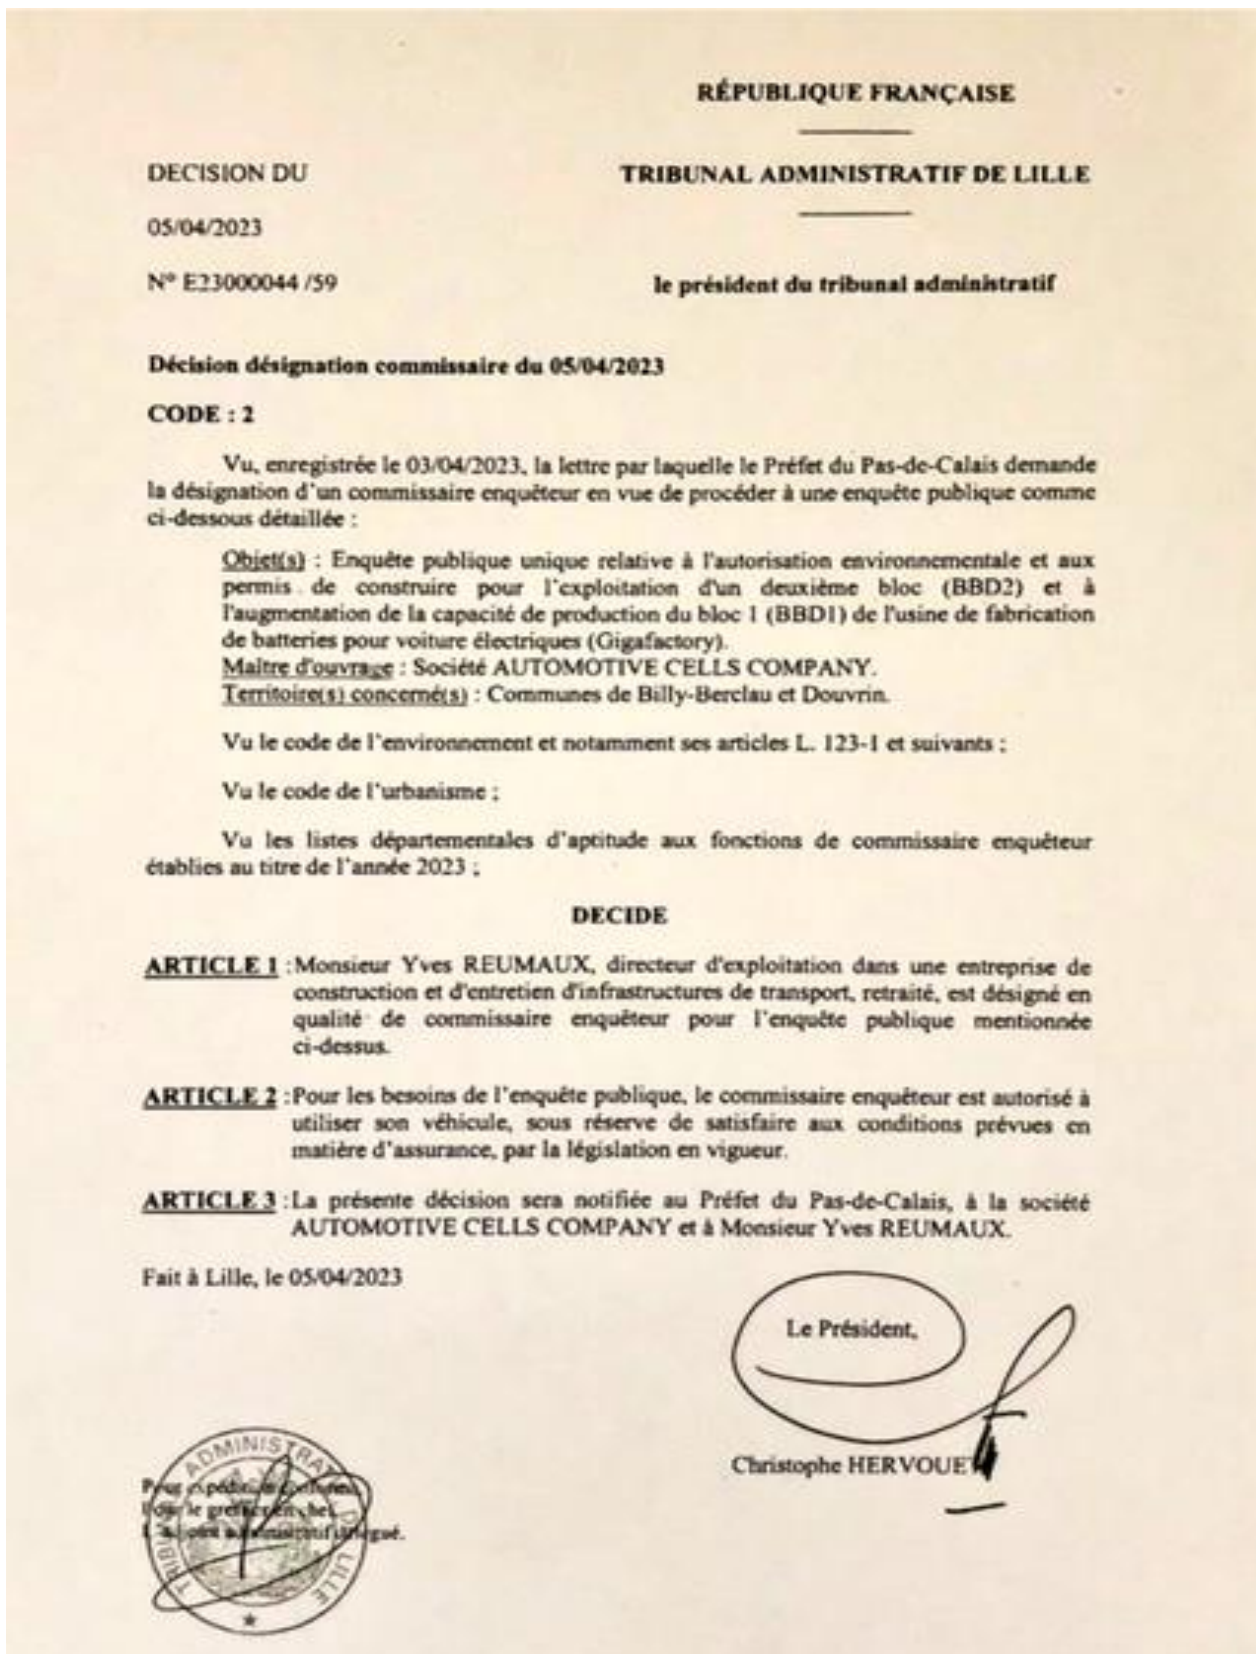 RÉPUBLIQUE FRANÇAISE
DECISION DU
TRIBUNAL ADMINISTRATIF DE LILLE
05/04/2023
N° E23000044 /59
le président du tribunal administratif
Décision désignation commissaire du 05/04/2023
CODE : 2
Vu, enregistrée le 03/04/2023, la lettre par laquelle le Préfet du Pas-de-Calais demande
la désignation d'un commissaire enquêteur en vue de procéder à une enquête publique comme
ci-dessous détaillée :
Objet(s) : Enquête publique unique relative à l'autorisation environnementale et aux
permis de construire pour l'exploitation d'un deuxième bloc (BBD2) et à
l'augmentation de la capacité de production du bloc 1 (BBD1) de l'usine de fabrication
de batteries pour voiture électriques (Gigafactory).
Maître d'ouvrage : Société AUTOMOTIVE CELLS COMPANY.
Territoire(s) concerné(s) : Communes de Billy-Berclau et Douvrin.
Vu le code de l'environnement et notamment ses articles L. 123-1 et suivants ;
Vu le code de l'urbanisme ;
Vu les listes départementales d'aptitude aux fonctions de commissaire enquêteur
établies au titre de l'année 2023 ;
DECIDE
ARTICLE 1 : Monsieur Yves REUMAUX, directeur d'exploitation dans une entreprise de
construction et d'entretien d'infrastructures de transport, retraité, est désigné en
qualité de commissaire enquêteur pour l'enquête publique mentionnée
ci-dessus.
ARTICLE 2 : Pour les besoins de l'enquête publique, le commissaire enquêteur est autorisé à
utiliser son véhicule, sous réserve de satisfaire aux conditions prévues en
matière d'assurance, par la législation en vigueur.
ARTICLE 3 : La présente décision sera notifiée au Préfet du Pas-de-Calais, à la société
AUTOMOTIVE CELLS COMPANY et à Monsieur Yves REUMAUX.
Fait à Lille, le 05/04/2023
Le Président,
Christophe HERVOUET
TRIBUNAL ADMINISTRATIF DE LILLE
Pour expédition conforme,
Pour le greffier en chef,
L'adjoint administratif délégué.